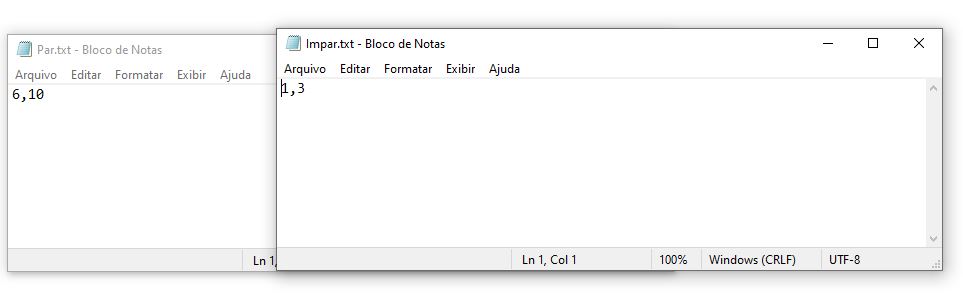 Par.txt - Bloco de Notas
Arquivo Editar Formatar Exibir Ajuda
6,10
Ln 1,
Impar.txt - Bloco de Notas
Arquivo Editar Formatar Exibir Ajuda
1,3
Ln 1, Col 1 100% Windows (CRLF) UTF-8